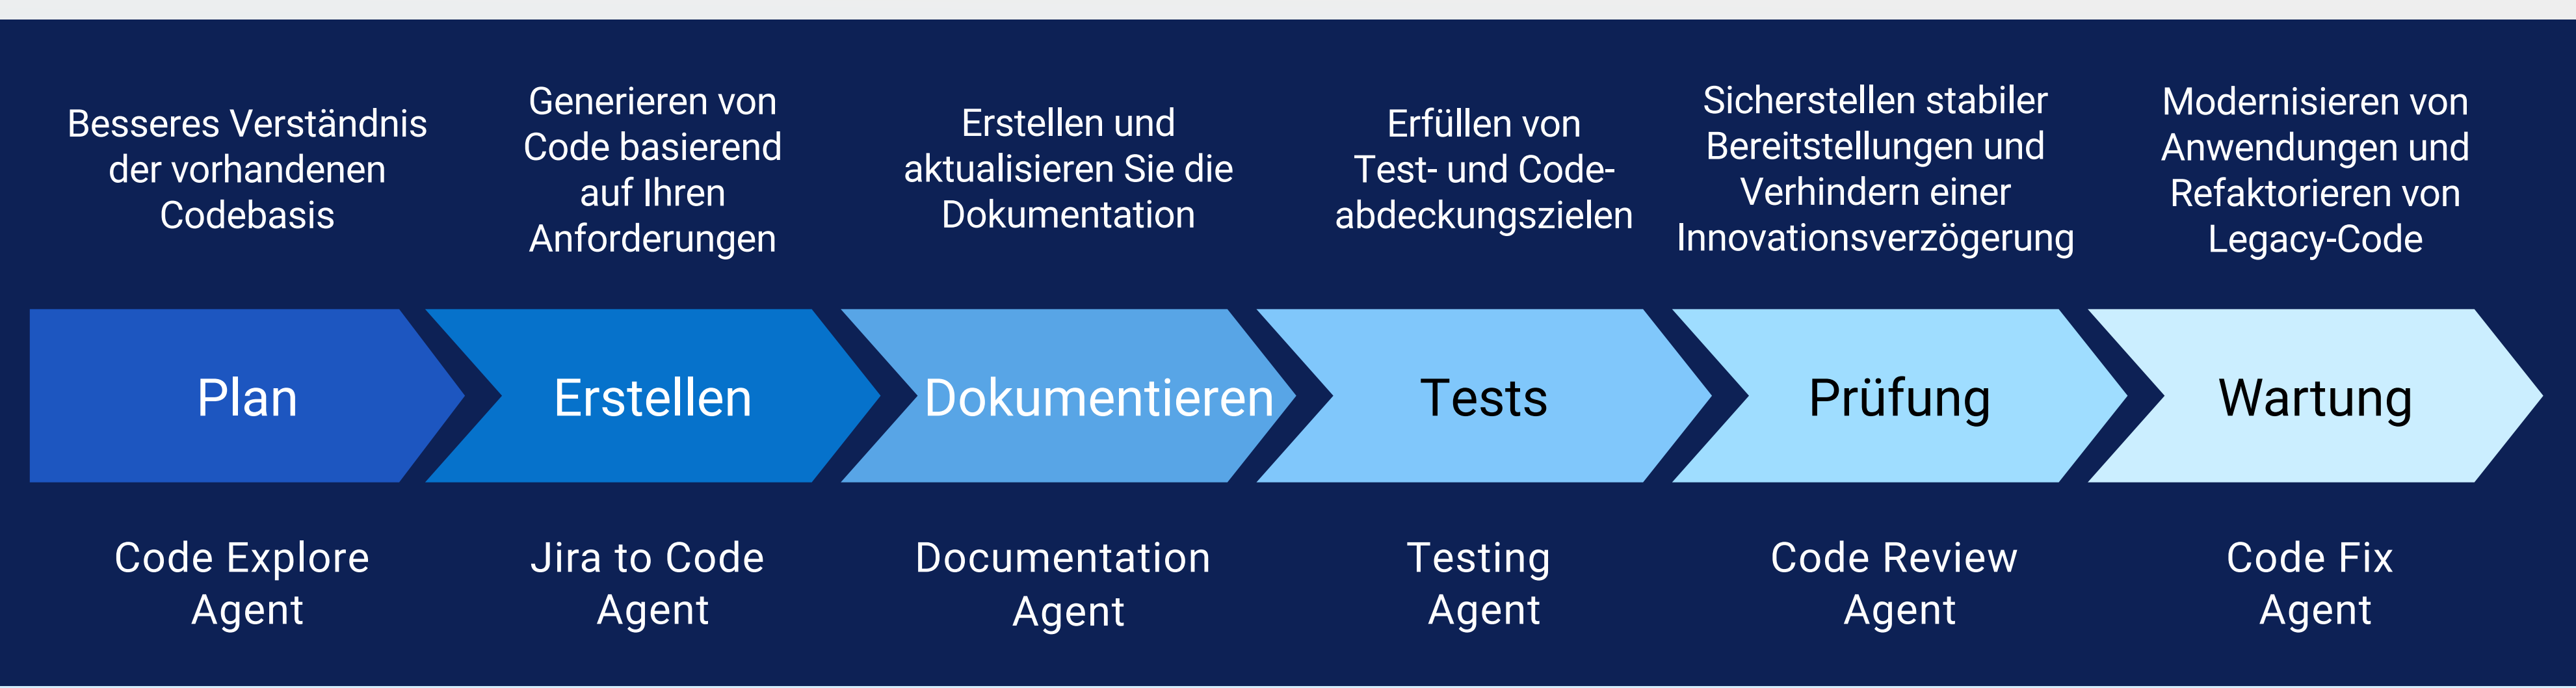 Besseres Verständnis
der vorhandenen
Codebasis
Generieren von
Code basierend
auf Ihren
Anforderungen
Erstellen und
aktualisieren Sie die
Dokumentation
Erfüllen von
Test- und Code-
abdeckungszielen
Sicherstellen stabiler
Bereitstellungen und
Verhindern einer
Innovationsverzögerung
Modernisieren von
Anwendungen und
Refaktorieren von
Legacy-Code
Plan
Erstellen
Dokumentieren
Tests
Prüfung
Wartung
Code Explore
Agent
Jira to Code
Agent
Documentation
Agent
Testing
Agent
Code Review
Agent
Code Fix
Agent